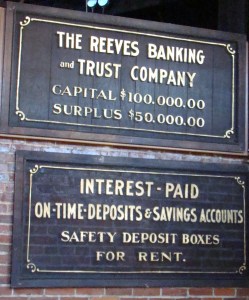 THE REEVES BANKING
and TRUST COMPANY
CAPITAL $100.000.00
SURPLUS $50.000.00
INTEREST-PAID
ON-TIME-DEPOSITS & SAVINGS ACCOUNTS
SAFETY DEPOSIT BOXES
FOR RENT.